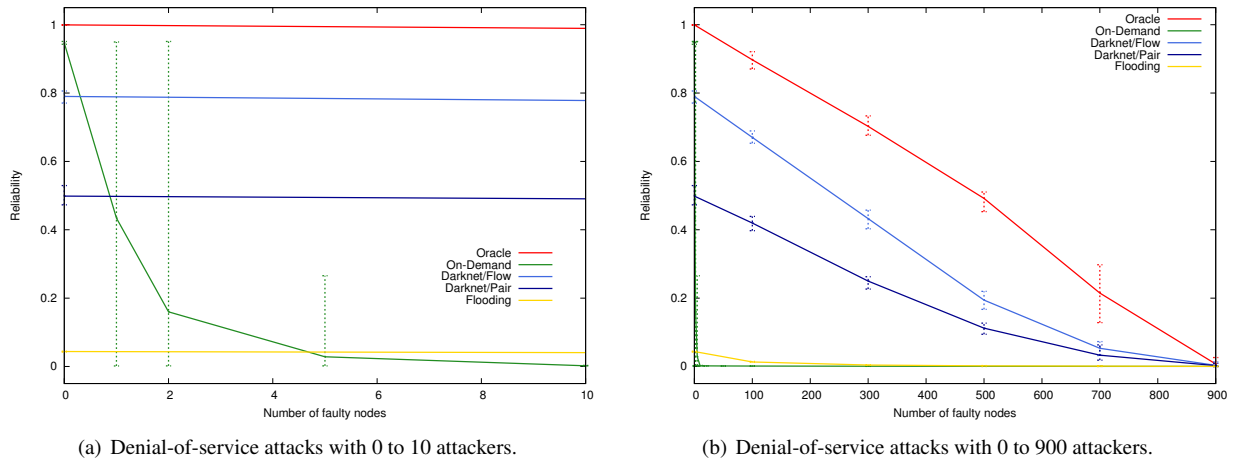 1
0.8
0.6
0.4
0.2
0
Reliability
Oracle
On-Demand
Darknet/Flow
Darknet/Pair
Flooding
0 2 4 6 8 10
Number of faulty nodes
(a) Denial-of-service attacks with 0 to 10 attackers.
1
0.8
0.6
0.4
0.2
0
Reliability
Oracle
On-Demand
Darknet/Flow
Darknet/Pair
Flooding
0 100 200 300 400 500 600 700 800 900
Number of faulty nodes
(b) Denial-of-service attacks with 0 to 900 attackers.